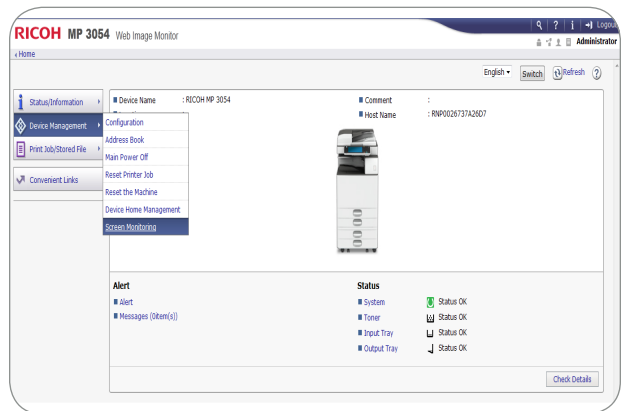 RICOH MP 3054 Web Image Monitor
Logout
Administrator
Home
English Switch Refresh
Status/Information
Device Management
Print Job/Stored File
Convenient Links
Configuration
Address Book
Main Power Off
Reset Printer Job
Reset the Machine
Device Home Management
Screen Monitoring
Device Name : RICOH MP 3054
Comment :
Host Name : RNP0026737A26D7
Alert
Alert
Messages (0item(s))
Status
System Status OK
Toner Status OK
Input Tray Status OK
Output Tray Status OK
Check Details